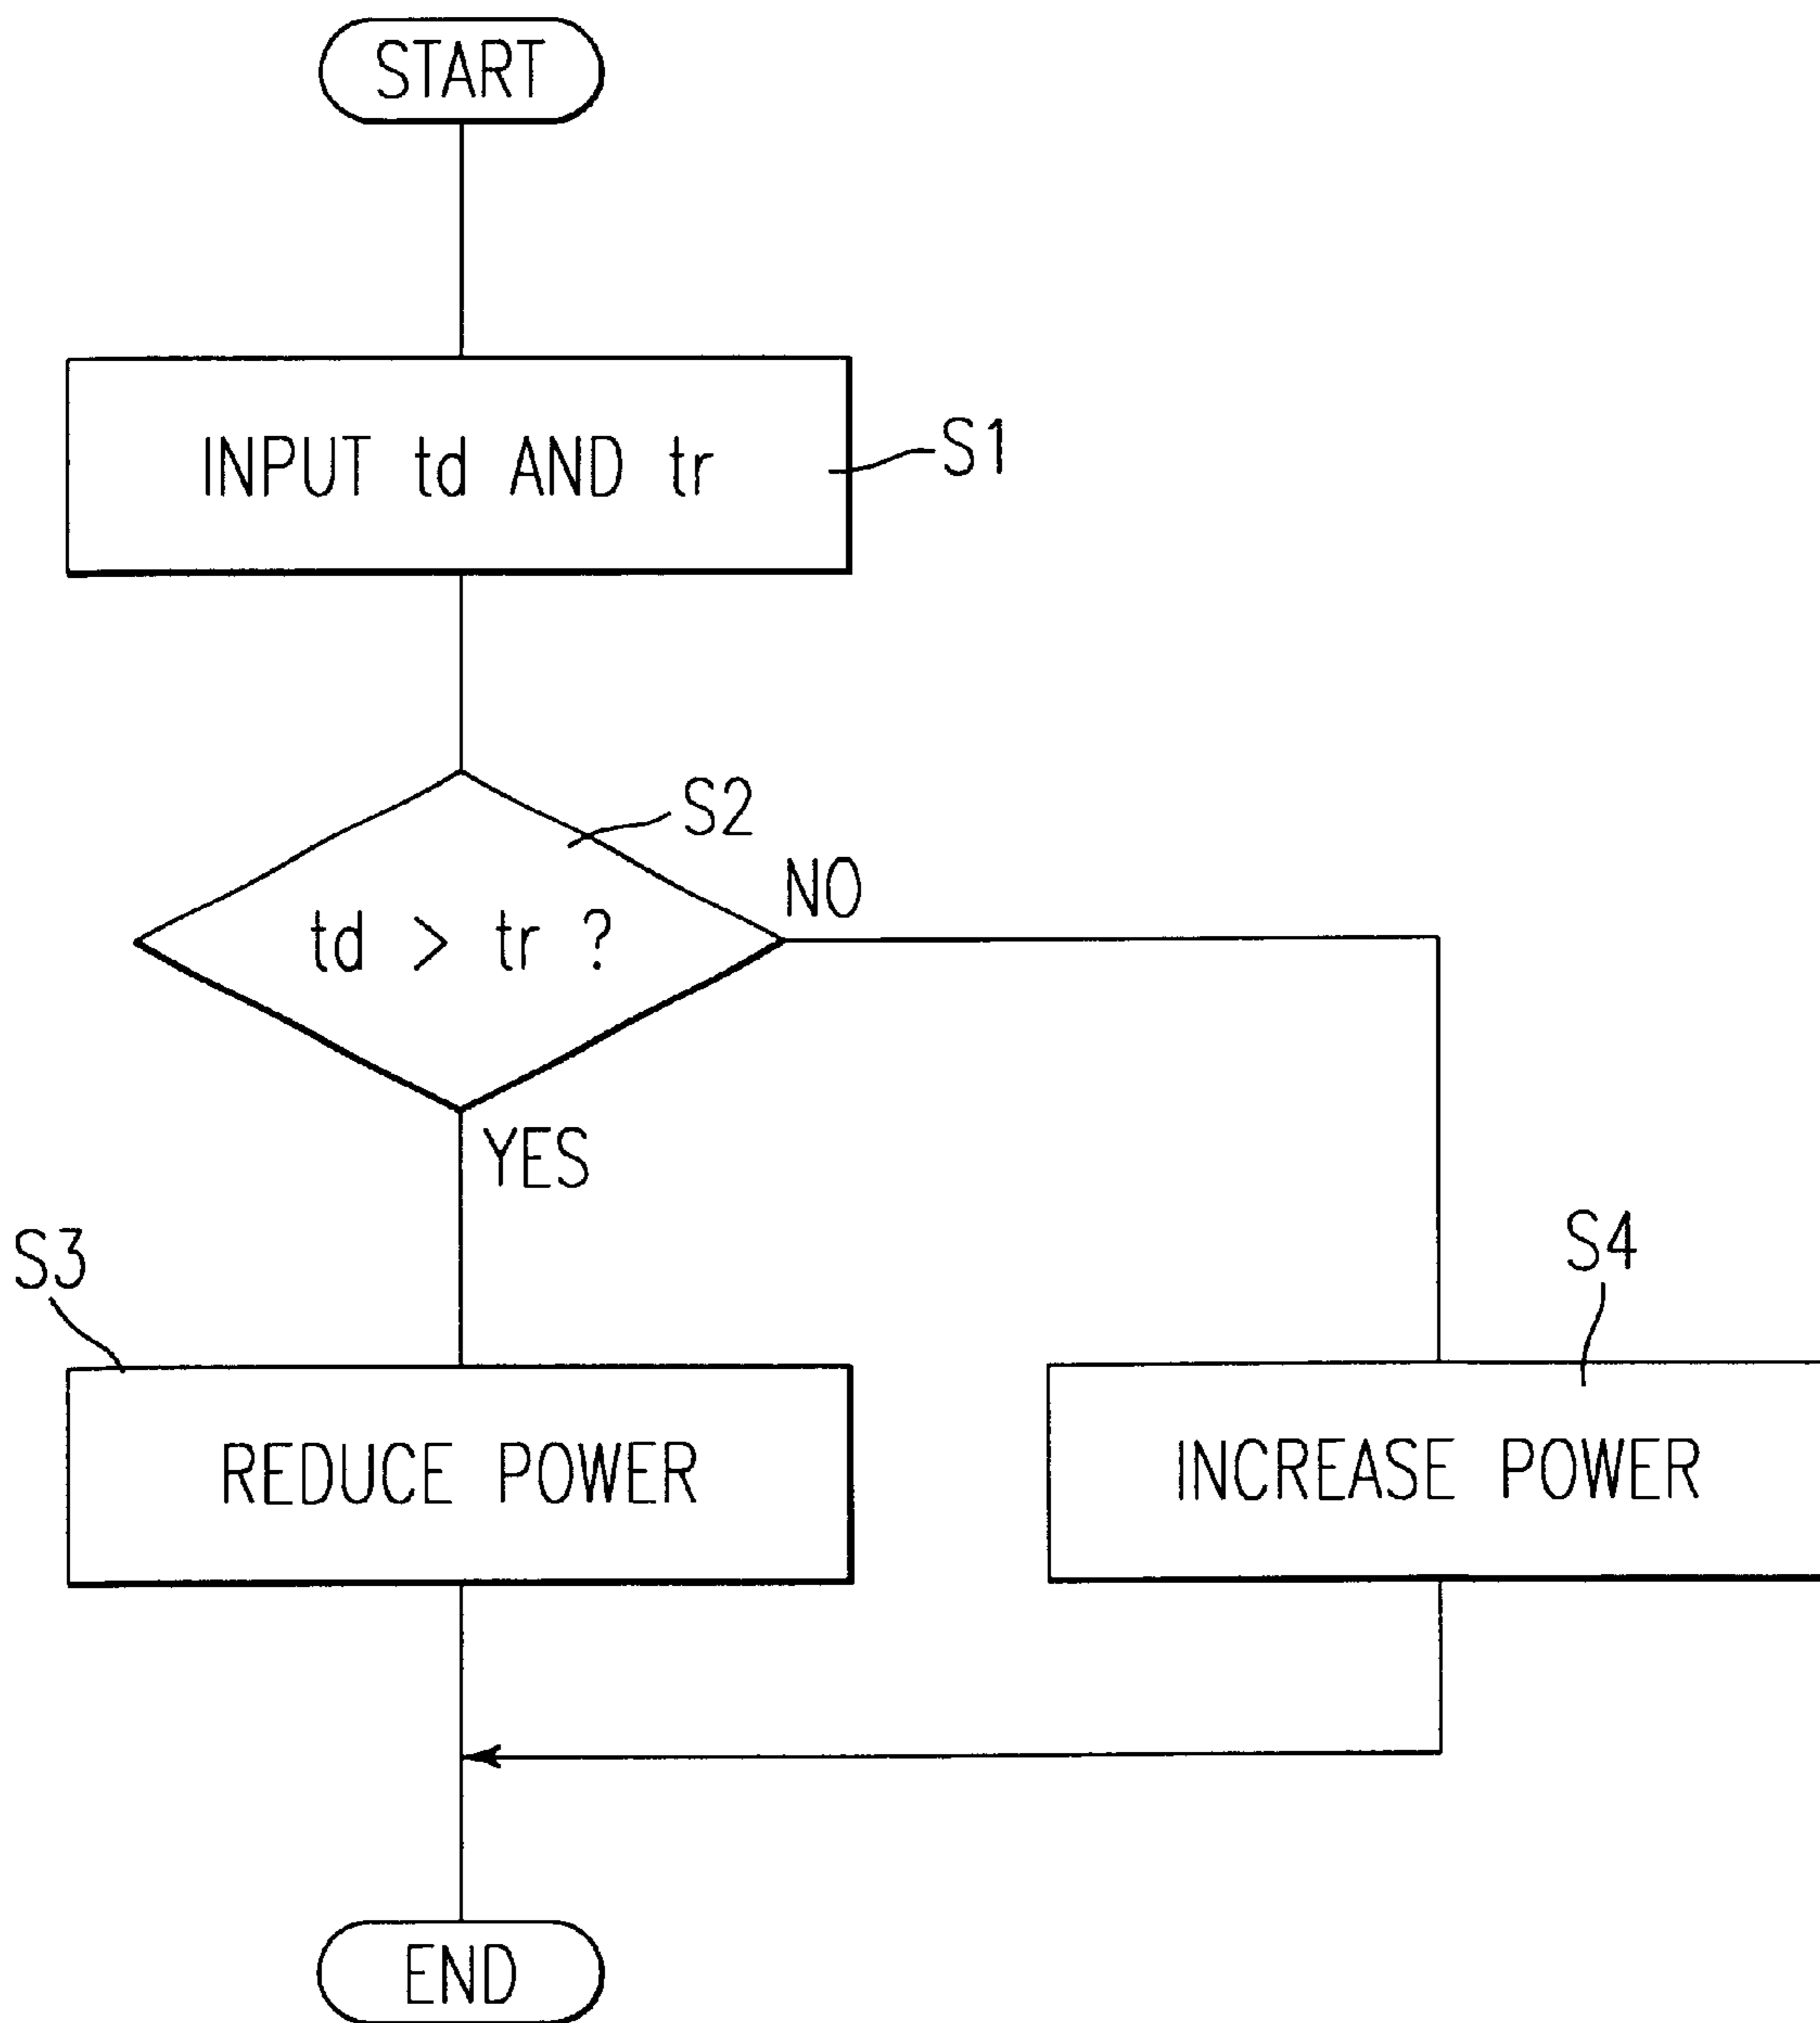 START
INPUT td AND tr
S1
S2
NO
td > tr ?
YES
S3
S4
REDUCE POWER
INCREASE POWER
END